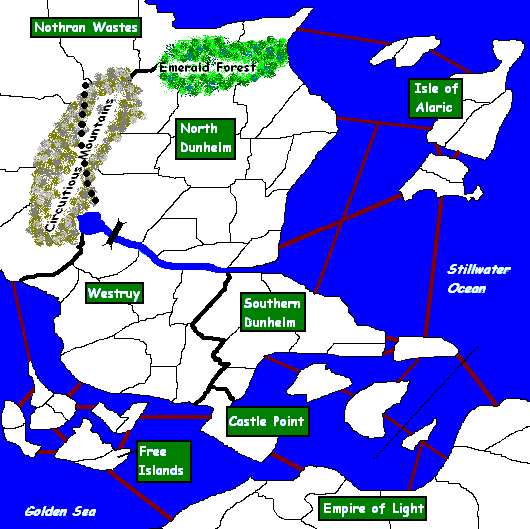 Nothran Wastes
Emerald Forest
Isle of
Alaric
North
Dunhelm
Circuitious Mountains
Stillwater
Ocean
Westruy
Southern
Dunhelm
Castle Point
Free
Islands
Golden Sea
Empire of Light